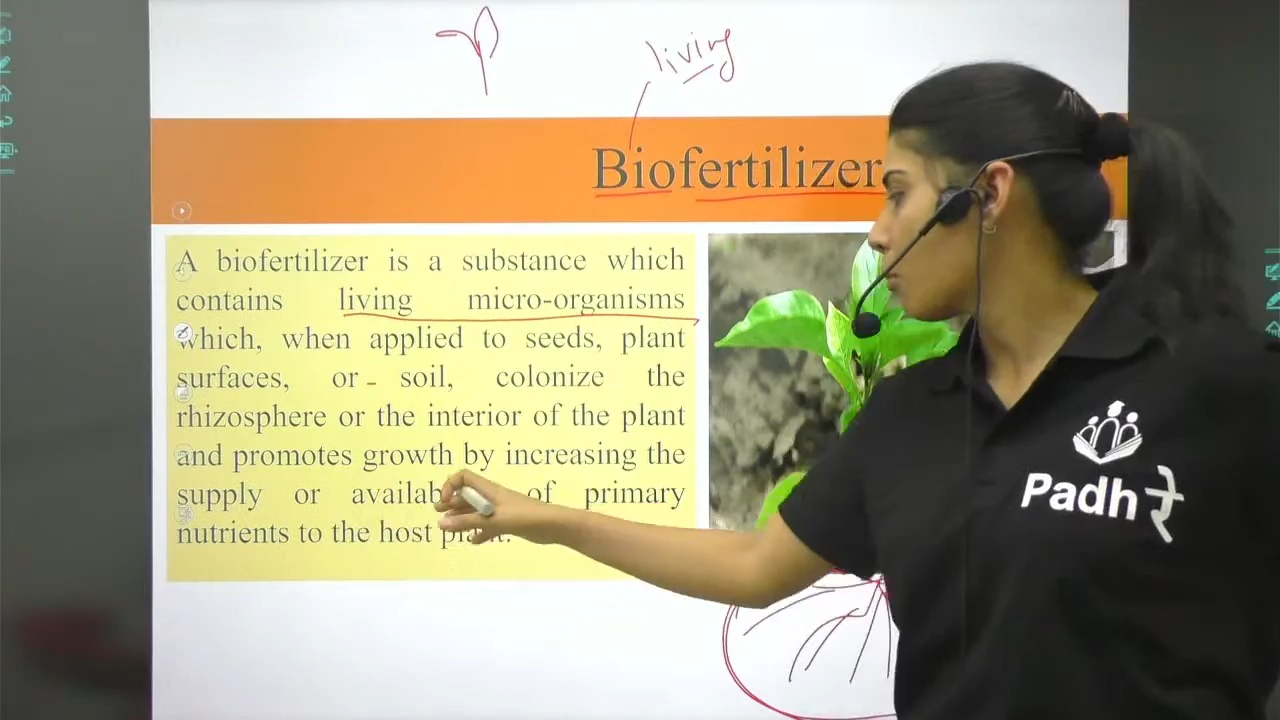 living
Biofertilizer
A biofertilizer is a substance which
contains living micro-organisms
which, when applied to seeds, plant
surfaces, or - soil, colonize the
rhizosphere or the interior of the plant
and promotes growth by increasing the
supply or of primary
nutrients to the host plant.
Padhरे